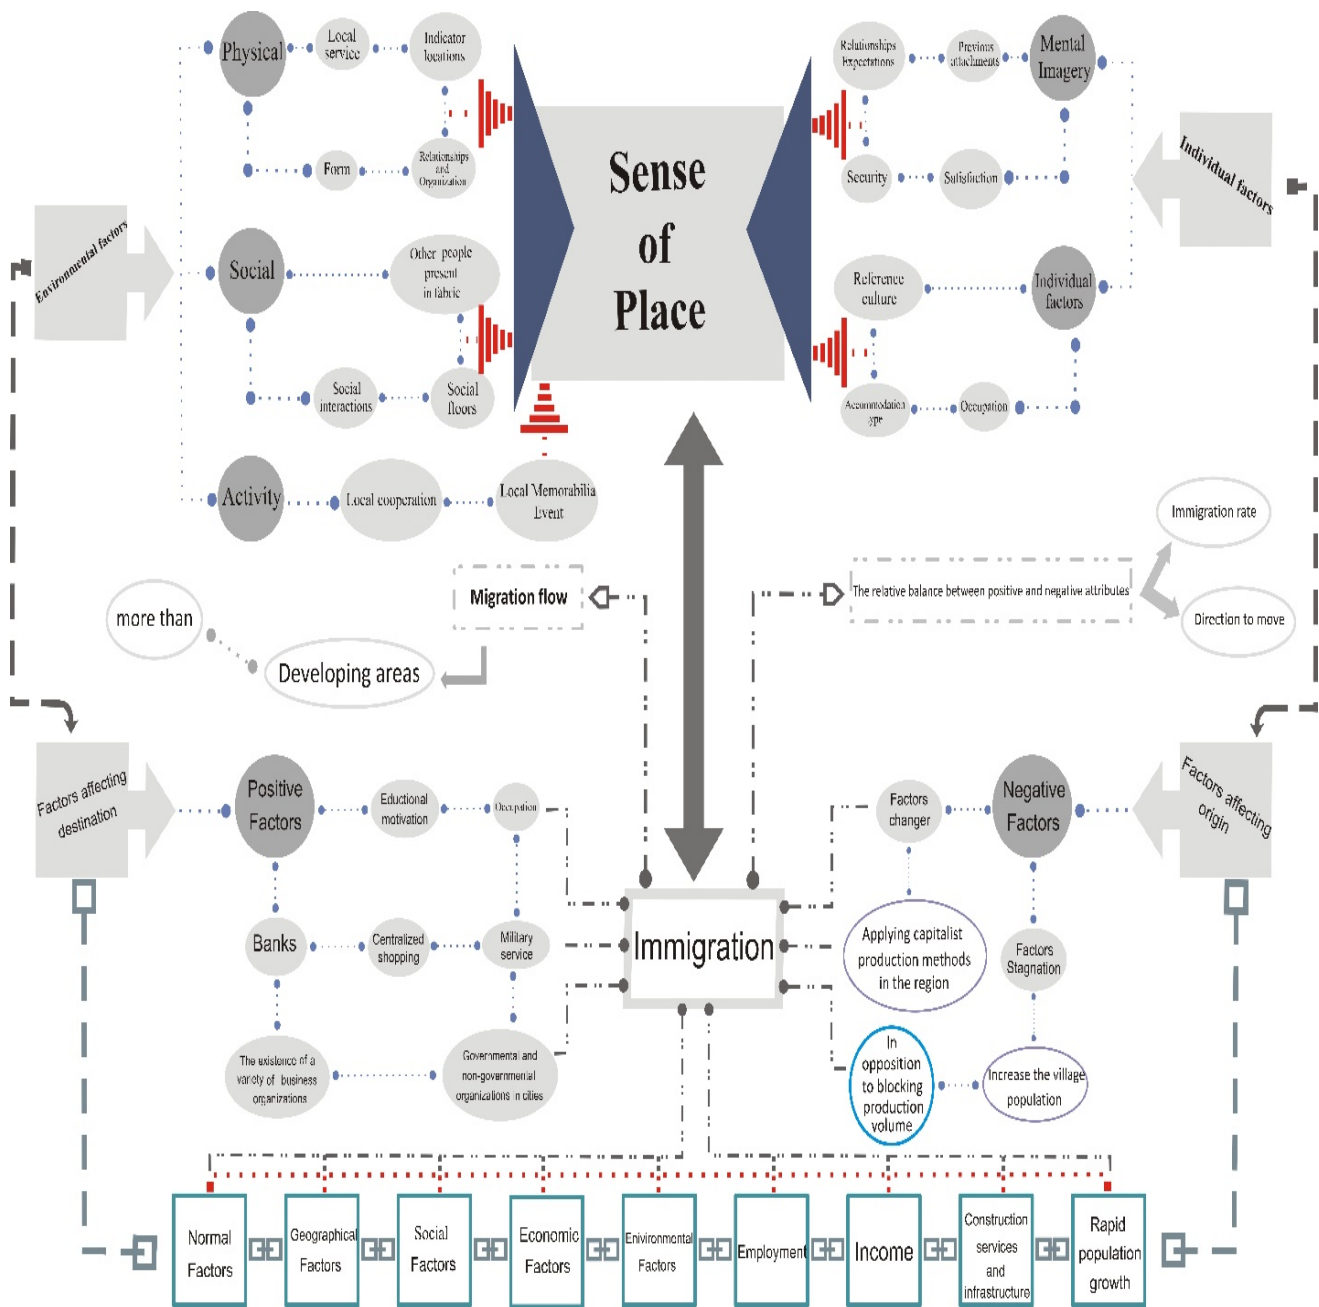 Physical
Local
service
Indicator
locations
Form
Relationships
and
Organization
Environmental factors
Social
Other people
present
in fabric
Social
interactions
Social
floors
Activity
Local cooperation
Local Memorabilia
Event
Sense
of
Place
Relationships
Expectations
Previous
attachments
Mental
Imagery
Security
Satisfaction
Individual factors
Reference
culture
Individual
factors
Accommodation
type
Occupation
Migration flow
more than
Developing areas
The relative balance between positive and negative attributes
Immigration rate
Direction to move
Factors affecting
destination
Positive
Factors
Eductional
motivation
Occupation
Banks
Centralized
shopping
Military
service
The existence of a
variety of business
organizations
Governmental and
non-governmental
organizations in cities
Immigration
Factors
changer
Negative
Factors
Factors affecting
origin
Applying capitalist
production methods
in the region
Factors
Stagnation
In
opposition
to blocking
production
volume
Increase the village
population
Normal
Factors
Geographical
Factors
Social
Factors
Economic
Factors
Enivironmental
Factors
Employment
Income
Construction
services
and
infrastructure
Rapid
population
growth